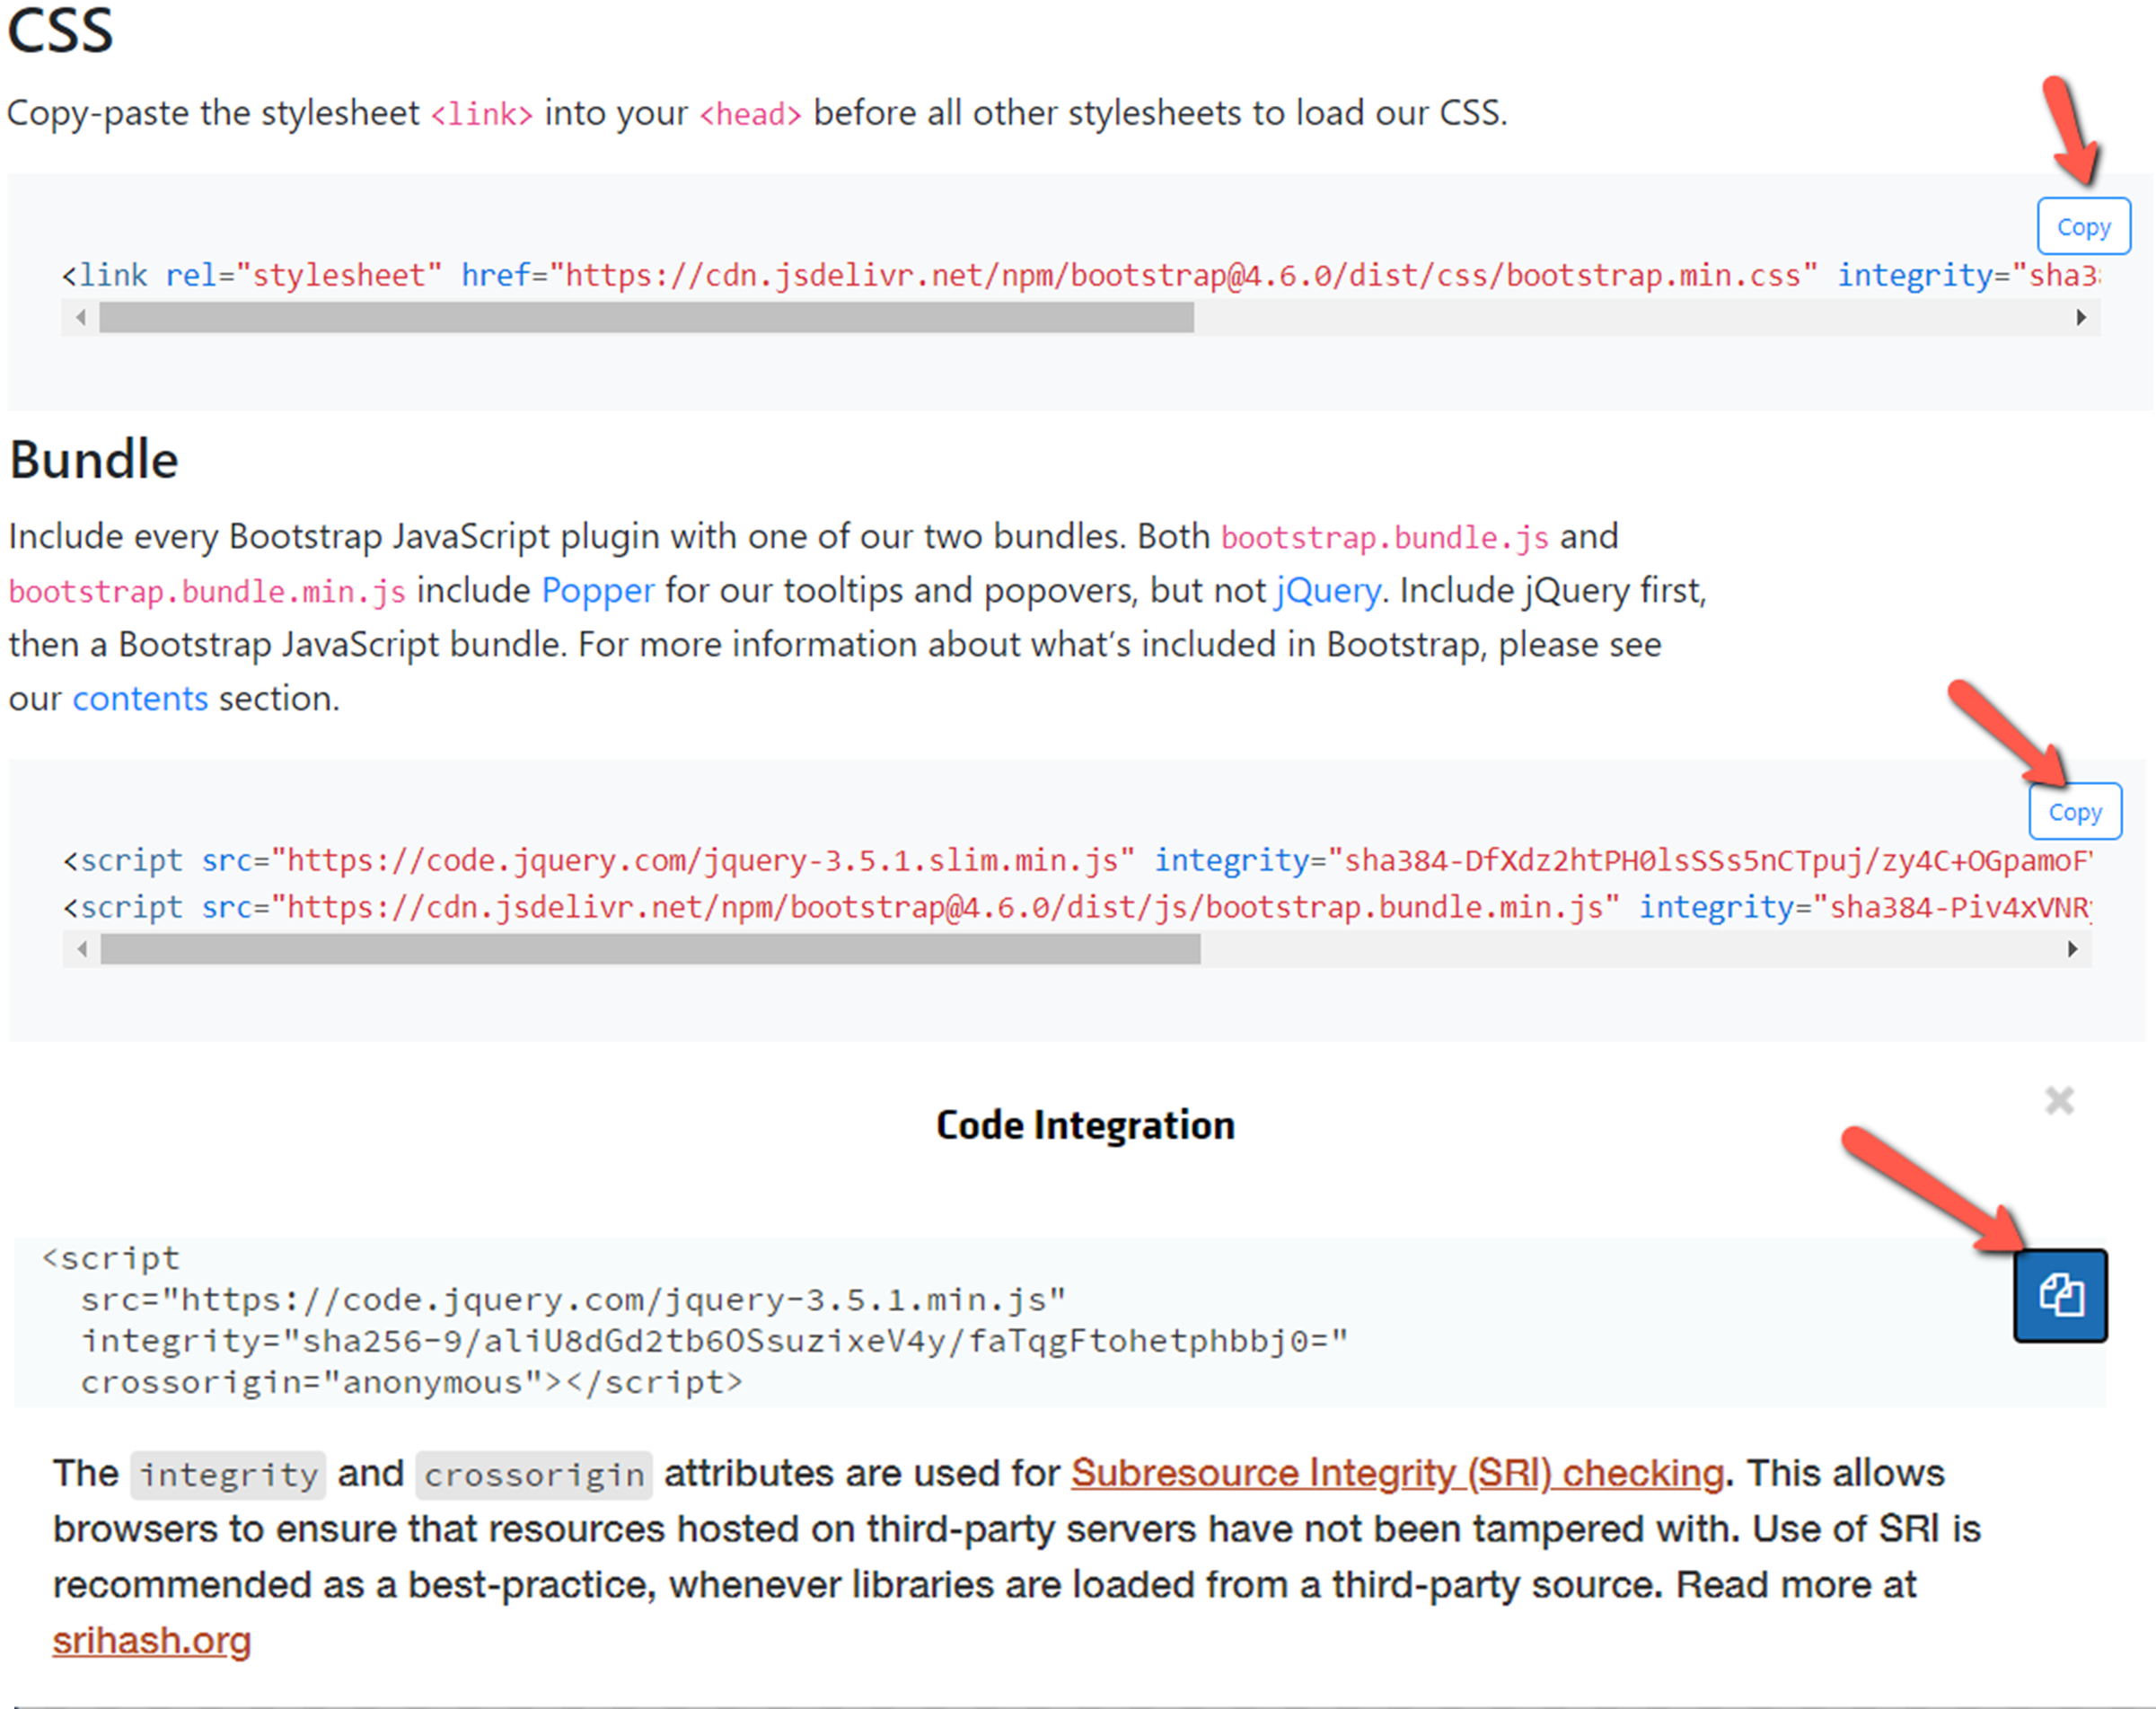 CSS
Copy-paste the stylesheet <link> into your <head> before all other stylesheets to load our CSS.
Copy
<link rel="stylesheet" href="https://cdn.jsdelivr.net/npm/bootstrap@4.6.0/dist/css/bootstrap.min.css" integrity="sha3
Bundle
Include every Bootstrap JavaScript plugin with one of our two bundles. Both bootstrap.bundle.js and
bootstrap.bundle.min.js include Popper for our tooltips and popovers, but not jQuery. Include jQuery first,
then a Bootstrap JavaScript bundle. For more information about what’s included in Bootstrap, please see
our contents section.
Copy
<script src="https://code.jquery.com/jquery-3.5.1.slim.min.js" integrity="sha384-DfXdz2htPH0lsSSs5nCTpuj/zy4C+OGpamoF
<script src="https://cdn.jsdelivr.net/npm/bootstrap@4.6.0/dist/js/bootstrap.bundle.min.js" integrity="sha384-Piv4xVNR
Code Integration
<script
src="https://code.jquery.com/jquery-3.5.1.min.js"
integrity="sha256-9/aliU8dGd2tb6OSsuzixeV4y/faTqgFtohetphbbj0="
crossorigin="anonymous"></script>
The integrity and crossorigin attributes are used for Subresource Integrity (SRI) checking. This allows
browsers to ensure that resources hosted on third-party servers have not been tampered with. Use of SRI is
recommended as a best-practice, whenever libraries are loaded from a third-party source. Read more at
srihash.org